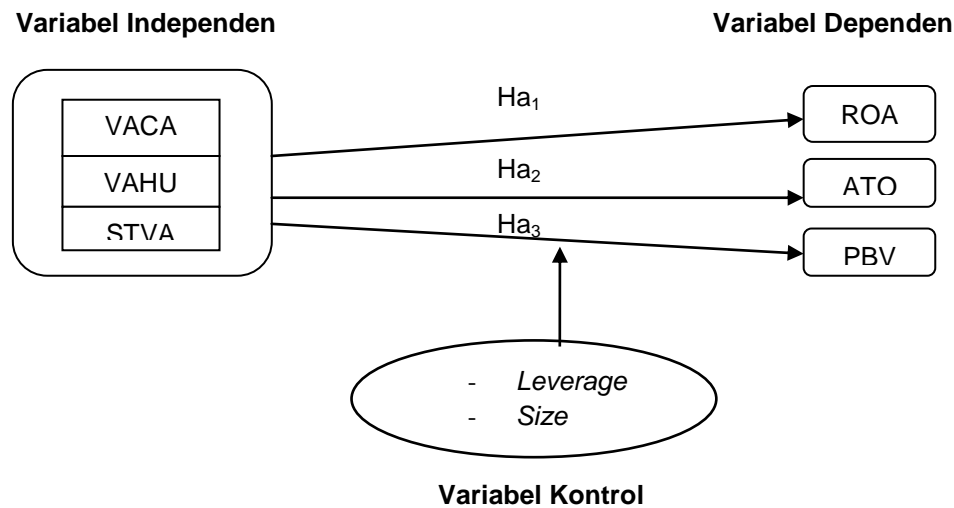 Variabel Independen
Variabel Dependen
VACA
VAHU
STVA
Ha₁
Ha₂
Ha₃
ROA
ATO
PBV
- Leverage
- Size
Variabel Kontrol